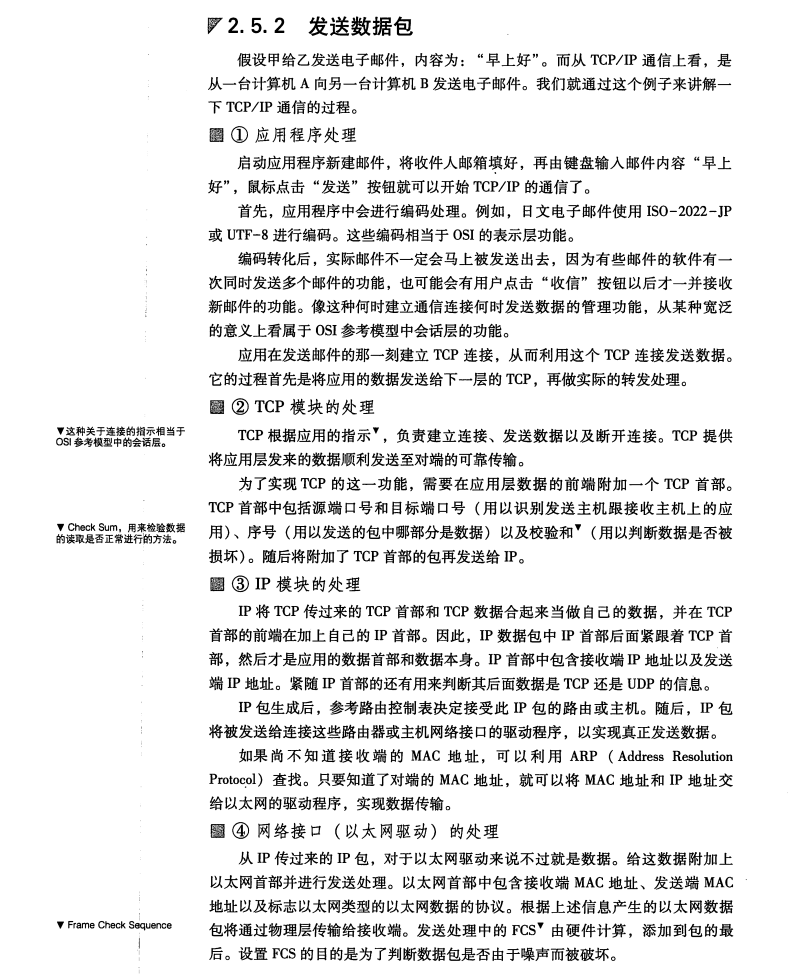 2.5.2 发送数据包
假设甲给乙发送电子邮件，内容为：“早上好”。而从 TCP/IP 通信上看，是
从一台计算机 A 向另一台计算机 B 发送电子邮件。我们就通过这个例子来讲解一
下 TCP/IP 通信的过程。
① 应用程序处理
启动应用程序新建邮件，将收件人邮箱填好，再由键盘输入邮件内容“早上
好”，鼠标点击“发送”按钮就可以开始 TCP/IP 的通信了。
首先，应用程序中会进行编码处理。例如，日文电子邮件使用 ISO-2022-JP
或 UTF-8 进行编码。这些编码相当于 OSI 的表示层功能。
编码转化后，实际邮件不一定会马上被发送出去，因为有些邮件的软件有一
次同时发送多个邮件的功能，也可能会有用户点击“收信”按钮以后才一并接收
新邮件的功能。像这种何时建立通信连接何时发送数据的管理功能，从某种宽泛
的意义上看属于 OSI 参考模型中会话层的功能。
应用在发送邮件的那一刻建立 TCP 连接，从而利用这个 TCP 连接发送数据。
它的过程首先是将应用的数据发送给下一层的 TCP，再做实际的转发处理。
② TCP 模块的处理
▼这种关于连接的指示相当于
OSI 参考模型中的会话层。
TCP 根据应用的指示▼，负责建立连接、发送数据以及断开连接。TCP 提供
将应用层发来的数据顺利发送至对端的可靠传输。
为了实现 TCP 的这一功能，需要在应用层数据的前端附加一个 TCP 首部。
TCP 首部中包括源端口号和目标端口号（用以识别发送主机跟接收主机上的应
▼ Check Sum，用来检验数据
的读取是否正常进行的方法。
用）、序号（用以发送的包中哪部分是数据）以及校验和▼（用以判断数据是否被
损坏）。随后将附加了 TCP 首部的包再发送给 IP。
③ IP 模块的处理
IP 将 TCP 传过来的 TCP 首部和 TCP 数据合起来当做自己的数据，并在 TCP
首部的前端在加上自己的 IP 首部。因此，IP 数据包中 IP 首部后面紧跟着 TCP 首
部，然后才是应用的数据首部和数据本身。IP 首部中包含接收端 IP 地址以及发送
端 IP 地址。紧随 IP 首部的还有用来判断其后面数据是 TCP 还是 UDP 的信息。
IP 包生成后，参考路由控制表决定接受此 IP 包的路由或主机。随后，IP 包
将被发送给连接这些路由器或主机网络接口的驱动程序，以实现真正发送数据。
如果尚不知道接收端的 MAC 地址，可以利用 ARP（Address Resolution
Protocol）查找。只要知道了对端的 MAC 地址，就可以将 MAC 地址和 IP 地址交
给以太网的驱动程序，实现数据传输。
④ 网络接口（以太网驱动）的处理
从 IP 传过来的 IP 包，对于以太网驱动来说不过就是数据。给这数据附加上
以太网首部并进行发送处理。以太网首部中包含接收端 MAC 地址、发送端 MAC
地址以及标志以太网类型的以太网数据的协议。根据上述信息产生的以太网数据
▼ Frame Check Sequence
包将通过物理层传输给接收端。发送处理中的 FCS▼ 由硬件计算，添加到包的最
后。设置 FCS 的目的是为了判断数据包是否由于噪声而被破坏。